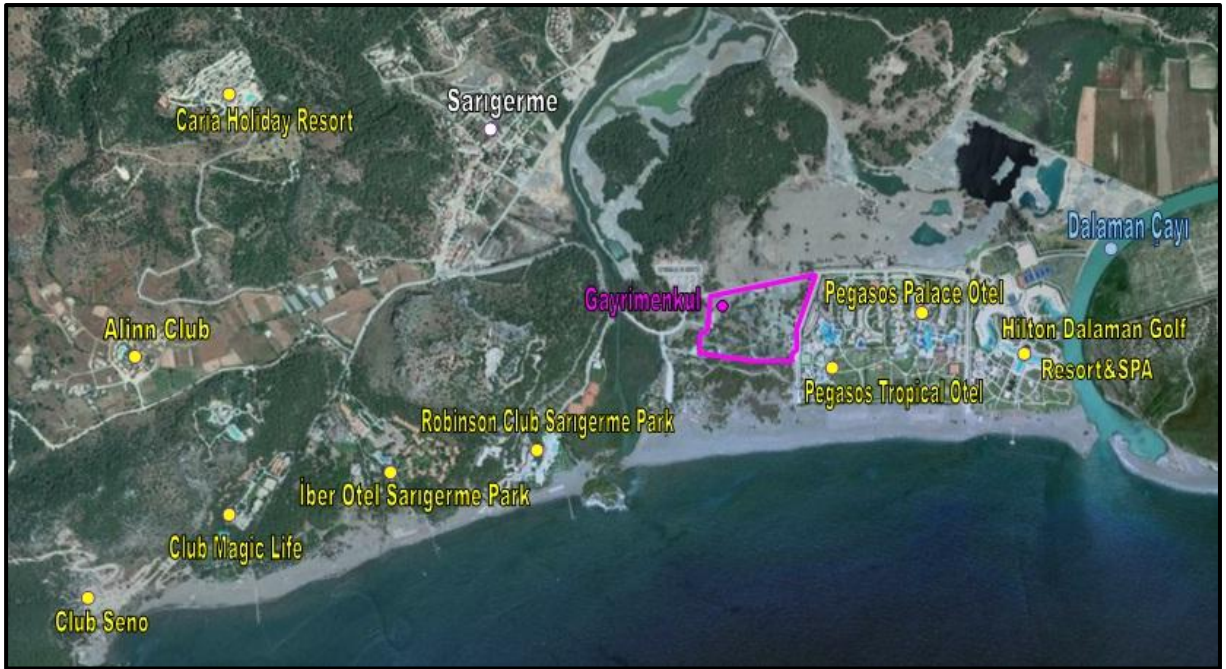 Caria Holiday Resort
Sarıgerme
Dalaman Çayı
Gayrimenkul
Pegasos Palace Otel
Alinn Club
Hilton Dalaman Golf
Resort&SPA
Pegasos Tropical Otel
Robinson Club Sarıgerme Park
İber Otel Sarıgerme Park
Club Magic Life
Club Seno